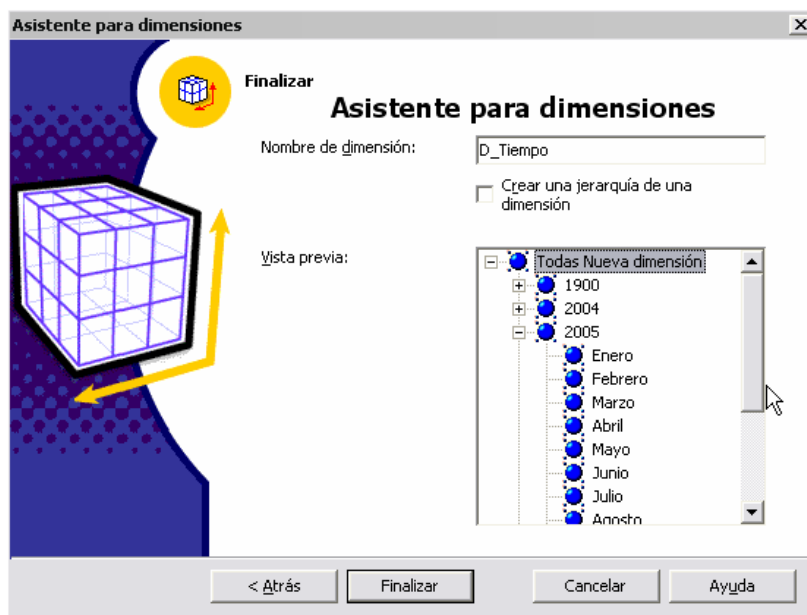 Asistente para dimensiones
Finalizar
Asistente para dimensiones
Nombre de dimensión:
D_Tiempo
Crear una jerarquía de una
dimensión
Vista previa:
Todas Nueva dimensión
1900
2004
2005
Enero
Febrero
Marzo
Abril
Mayo
Junio
Julio
Agosto
< Atrás
Finalizar
Cancelar
Ayuda